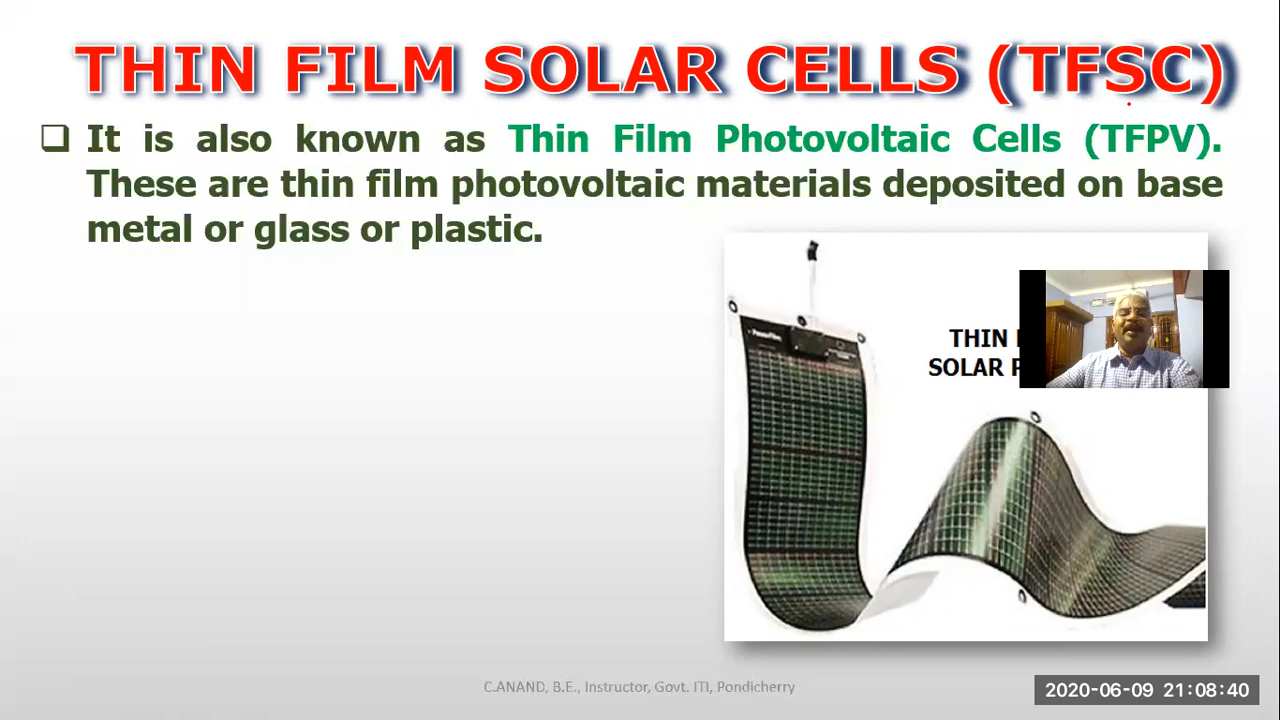 THIN FILM SOLAR CELLS (TFSC)
❑ It is also known as Thin Film Photovoltaic Cells (TFPV).
These are thin film photovoltaic materials deposited on base
metal or glass or plastic.
THIN
SOLAR
PowerFilm
C.ANAND, B.E., Instructor, Govt. ITI, Pondicherry
2020-06-09 21:08:40